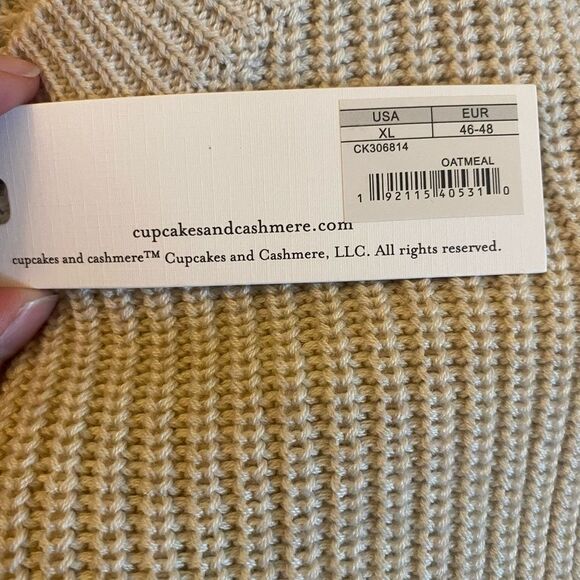 USA EUR
XL 46-48
CK306814
OATMEAL
1 92115 40531 0
cupcakesandcashmere.com
cupcakes and cashmere™ Cupcakes and Cashmere, LLC. All rights reserved.